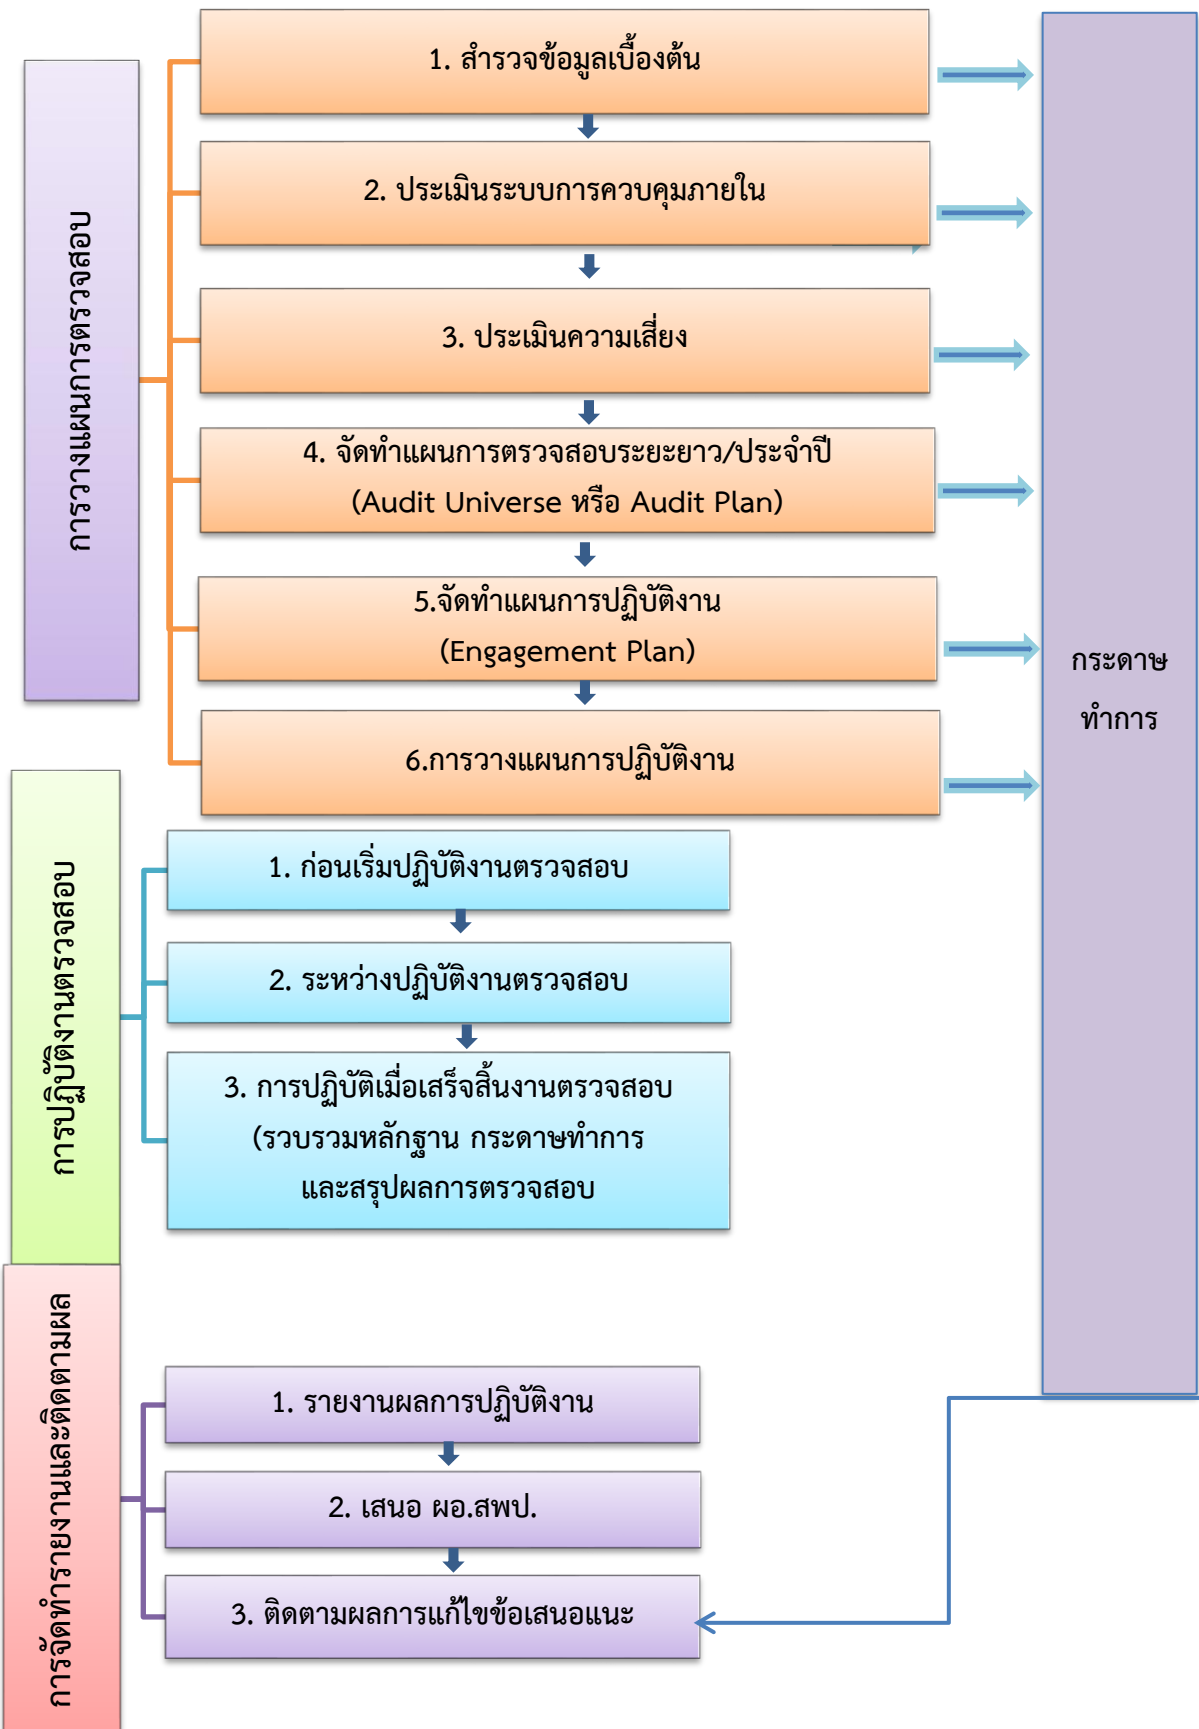 การวางแผนการตรวจสอบ
1. สำรวจข้อมูลเบื้องต้น
2. ประเมินระบบการควบคุมภายใน
3. ประเมินความเสี่ยง
4. จัดทำแผนการตรวจสอบระยะยาว/ประจำปี
(Audit Universe หรือ Audit Plan)
5.จัดทำแผนการปฏิบัติงาน
(Engagement Plan)
6.การวางแผนการปฏิบัติงาน
กระดาษ
ทำการ
การปฏิบัติงานตรวจสอบ
1. ก่อนเริ่มปฏิบัติงานตรวจสอบ
2. ระหว่างปฏิบัติงานตรวจสอบ
3. การปฏิบัติเมื่อเสร็จสิ้นงานตรวจสอบ
(รวบรวมหลักฐาน กระดาษทำการ
และสรุปผลการตรวจสอบ
การจัดทำรายงานและติดตามผล
1. รายงานผลการปฏิบัติงาน
2. เสนอ ผอ.สพป.
3. ติดตามผลการแก้ไขข้อเสนอแนะ